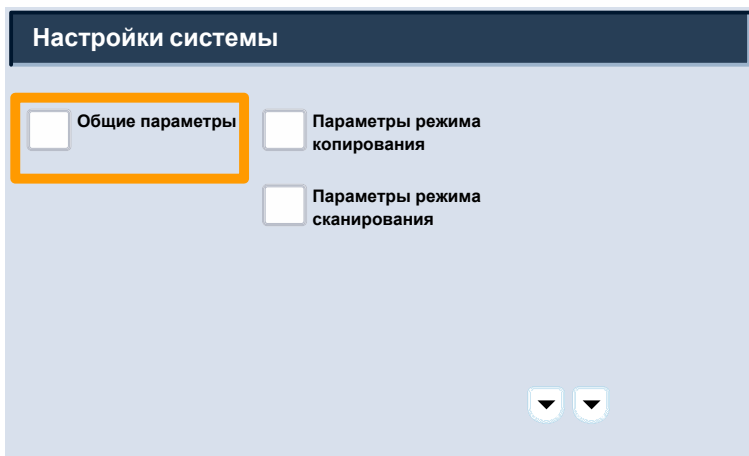 Настройки системы
Общие параметры
Параметры режима
копирования
Параметры режима
сканирования